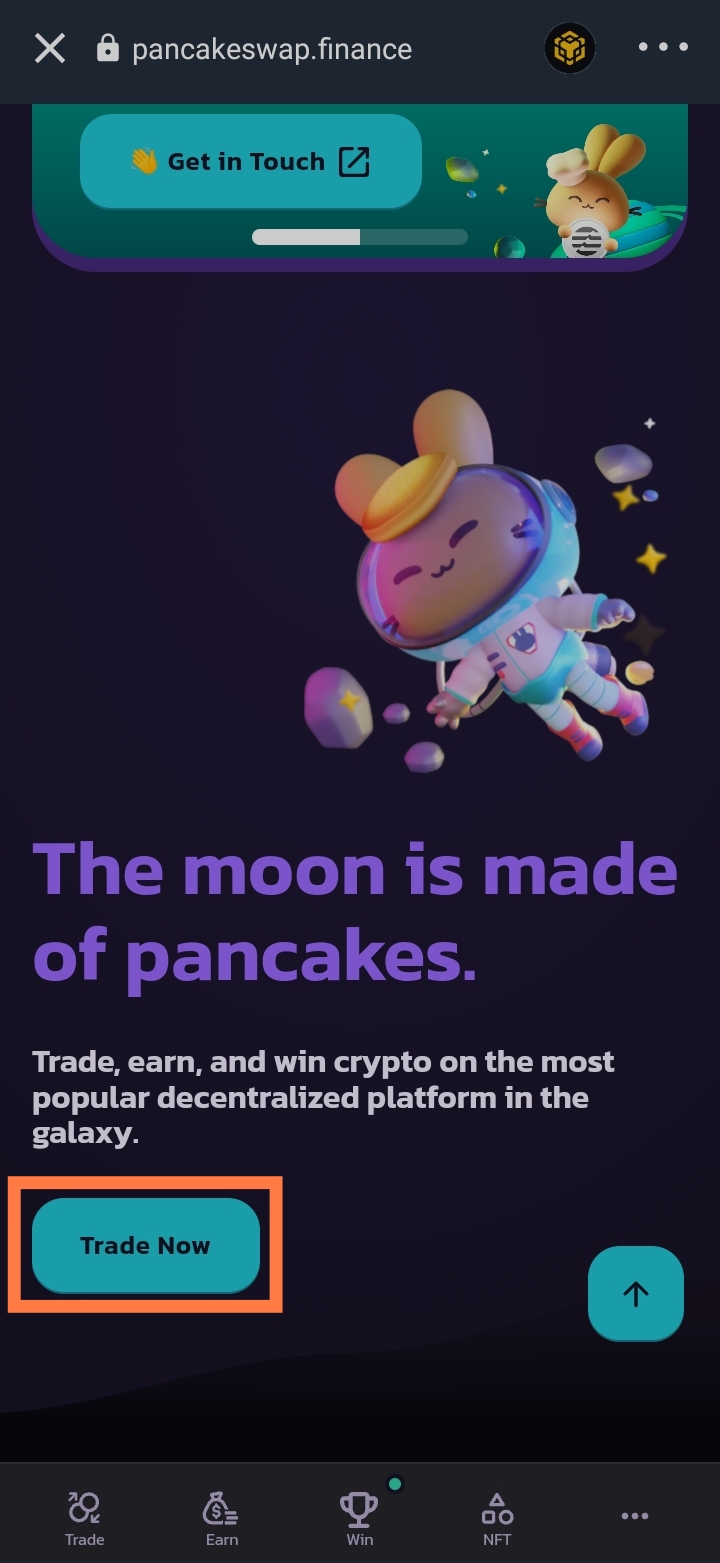 pancakeswap.finance
👋 Get in Touch
The moon is made
of pancakes.
Trade, earn, and win crypto on the most
popular decentralized platform in the
galaxy.
Trade Now
Trade
Earn
Win
NFT